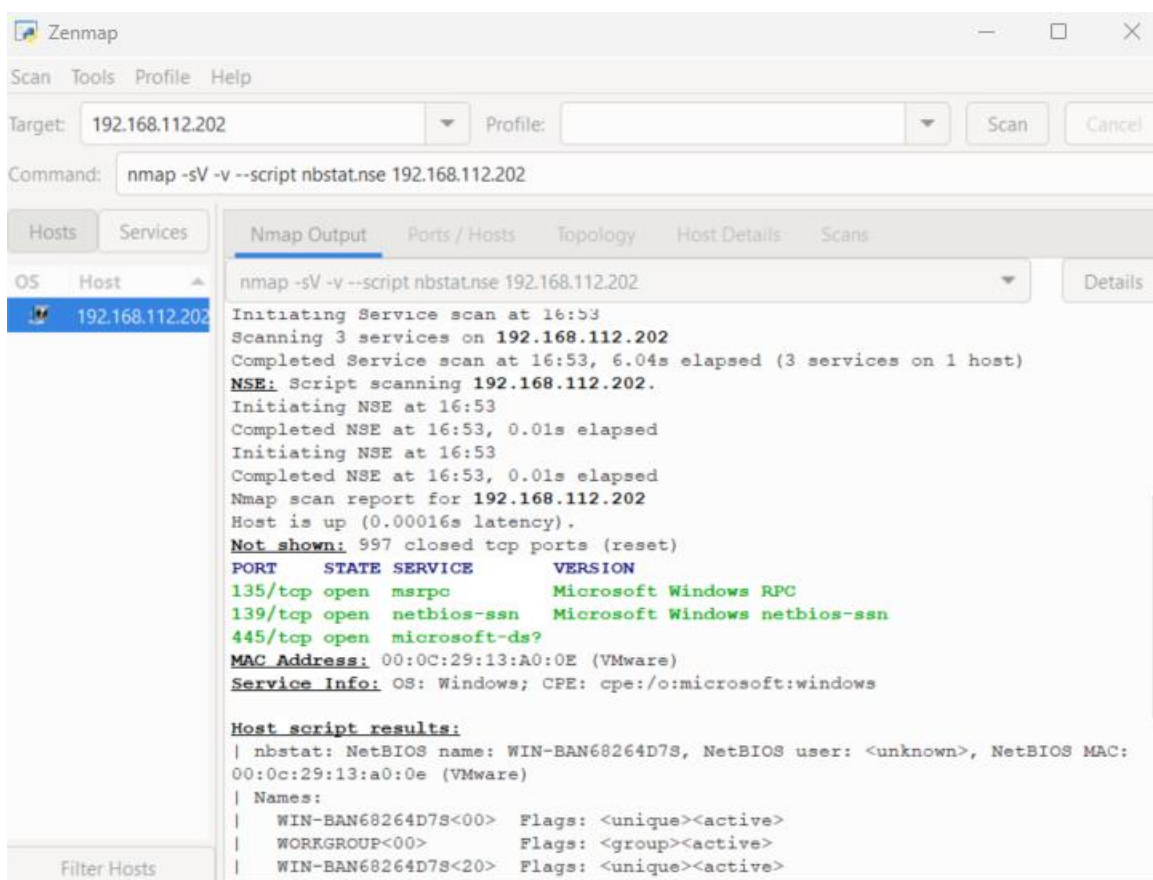 Zenmap
Scan Tools Profile Help
Target: 192.168.112.202 Profile: Scan Cancel
Command: nmap -sV -v --script nbstat.nse 192.168.112.202
Hosts Services Nmap Output Ports / Hosts Topology Host Details Scans
OS Host nmap -sV -v --script nbstat.nse 192.168.112.202 Details
192.168.112.202
Initiating Service scan at 16:53
Scanning 3 services on 192.168.112.202
Completed Service scan at 16:53, 6.04s elapsed (3 services on 1 host)
NSE: Script scanning 192.168.112.202.
Initiating NSE at 16:53
Completed NSE at 16:53, 0.01s elapsed
Initiating NSE at 16:53
Completed NSE at 16:53, 0.01s elapsed
Nmap scan report for 192.168.112.202
Host is up (0.00016s latency).
Not shown: 997 closed tcp ports (reset)
PORT STATE SERVICE VERSION
135/tcp open msrpc Microsoft Windows RPC
139/tcp open netbios-ssn Microsoft Windows netbios-ssn
445/tcp open microsoft-ds?
MAC Address: 00:0C:29:13:A0:0E (VMware)
Service Info: OS: Windows; CPE: cpe:/o:microsoft:windows
Host script results:
| nbstat: NetBIOS name: WIN-BAN68264D7S, NetBIOS user: <unknown>, NetBIOS MAC:
00:0c:29:13:a0:0e (VMware)
| Names:
| WIN-BAN68264D7S<00> Flags: <unique><active>
| WORKGROUP<00> Flags: <group><active>
| WIN-BAN68264D7S<20> Flags: <unique><active>
Filter Hosts